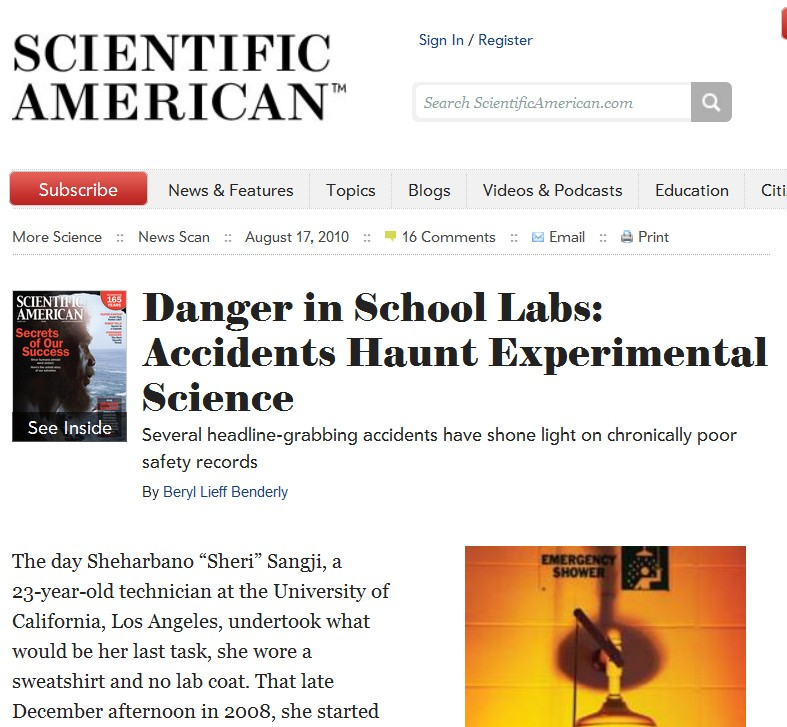 SCIENTIFIC
AMERICAN™
Sign In / Register
Search ScientificAmerican.com
Subscribe
News & Features
Topics
Blogs
Videos & Podcasts
Education
Citi
More Science :: News Scan :: August 17, 2010 :: 16 Comments :: Email :: Print
SCIENTIFIC
AMERICAN
165
YEARS
Secrets
of Our
Success
See Inside
Danger in School Labs:
Accidents Haunt Experimental
Science
Several headline-grabbing accidents have shone light on chronically poor
safety records
By Beryl Lieff Benderly
The day Sheharbano “Sheri” Sangji, a
23-year-old technician at the University of
California, Los Angeles, undertook what
would be her last task, she wore a
sweatshirt and no lab coat. That late
December afternoon in 2008, she started
EMERGENCY
SHOWER